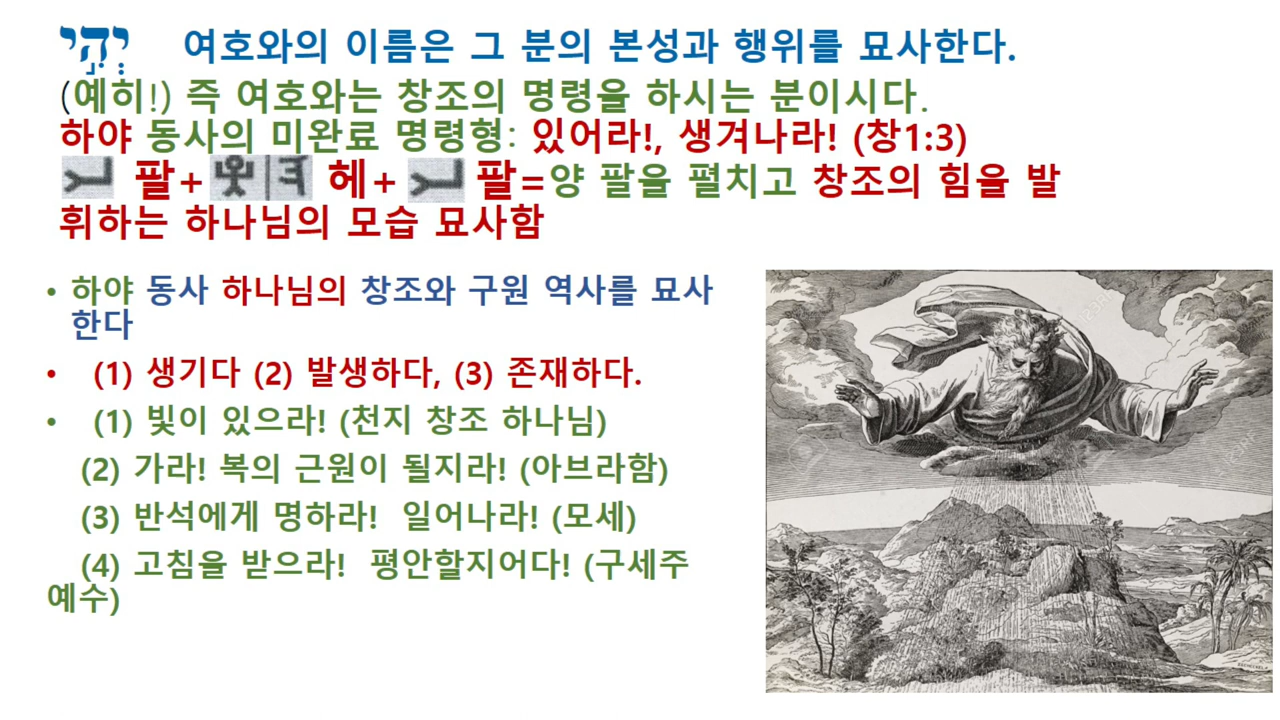 יְהִי 여호와의 이름은 그 분의 본성과 행위를 묘사한다.
(예히!) 즉 여호와는 창조의 명령을 하시는 분이시다.
하야 동사의 미완료 명령형: 있어라!, 생겨나라! (창1:3)
팔+ 헤+ 팔=양 팔을 펼치고 창조의 힘을 발
휘하는 하나님의 모습 묘사함
• 하야 동사 하나님의 창조와 구원 역사를 묘사
한다
• (1) 생기다 (2) 발생하다, (3) 존재하다.
• (1) 빛이 있으라! (천지 창조 하나님)
(2) 가라! 복의 근원이 될지라! (아브라함)
(3) 반석에게 명하라! 일어나라! (모세)
(4) 고침을 받으라! 평안할지어다! (구세주
예수)